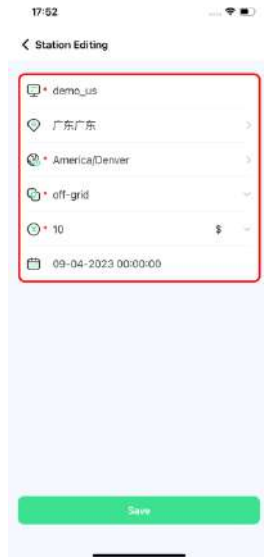 17:52
Station Editing
* demo_us
广东广东
* America/Denver
* off-grid
* 10 $
09-04-2023 00:00:00
Save